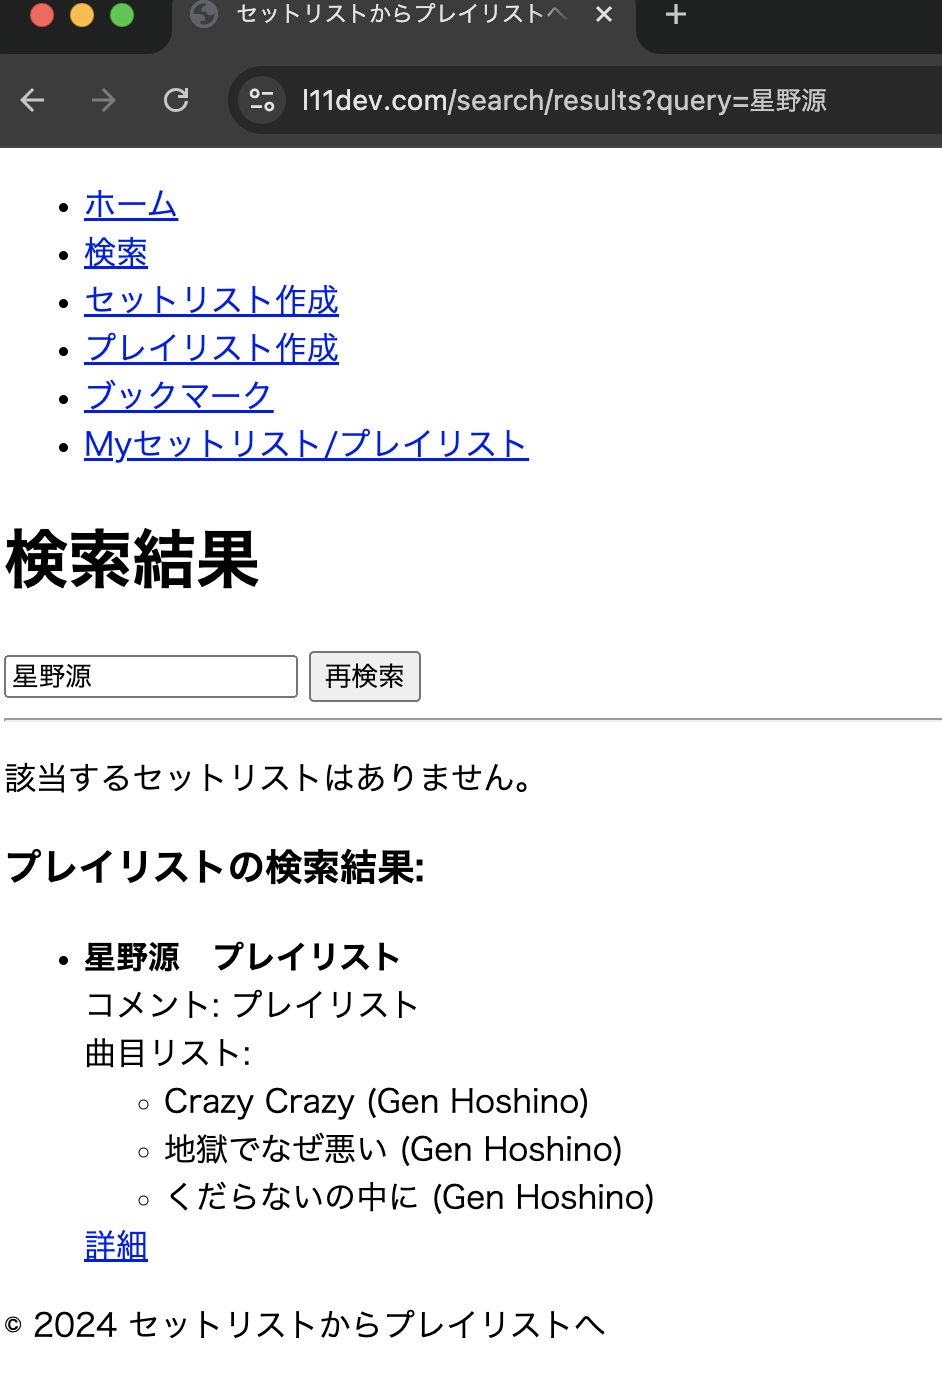 セットリストからプレイリストへ
l11dev.com/search/results?query=星野源
ホーム
検索
セットリスト作成
プレイリスト作成
ブックマーク
Myセットリスト/プレイリスト
検索結果
星野源 再検索
該当するセットリストはありません。
プレイリストの検索結果:
星野源　プレイリスト
コメント: プレイリスト
曲目リスト:
Crazy Crazy (Gen Hoshino)
地獄でなぜ悪い (Gen Hoshino)
くだらないの中に (Gen Hoshino)
詳細
© 2024 セットリストからプレイリストへ